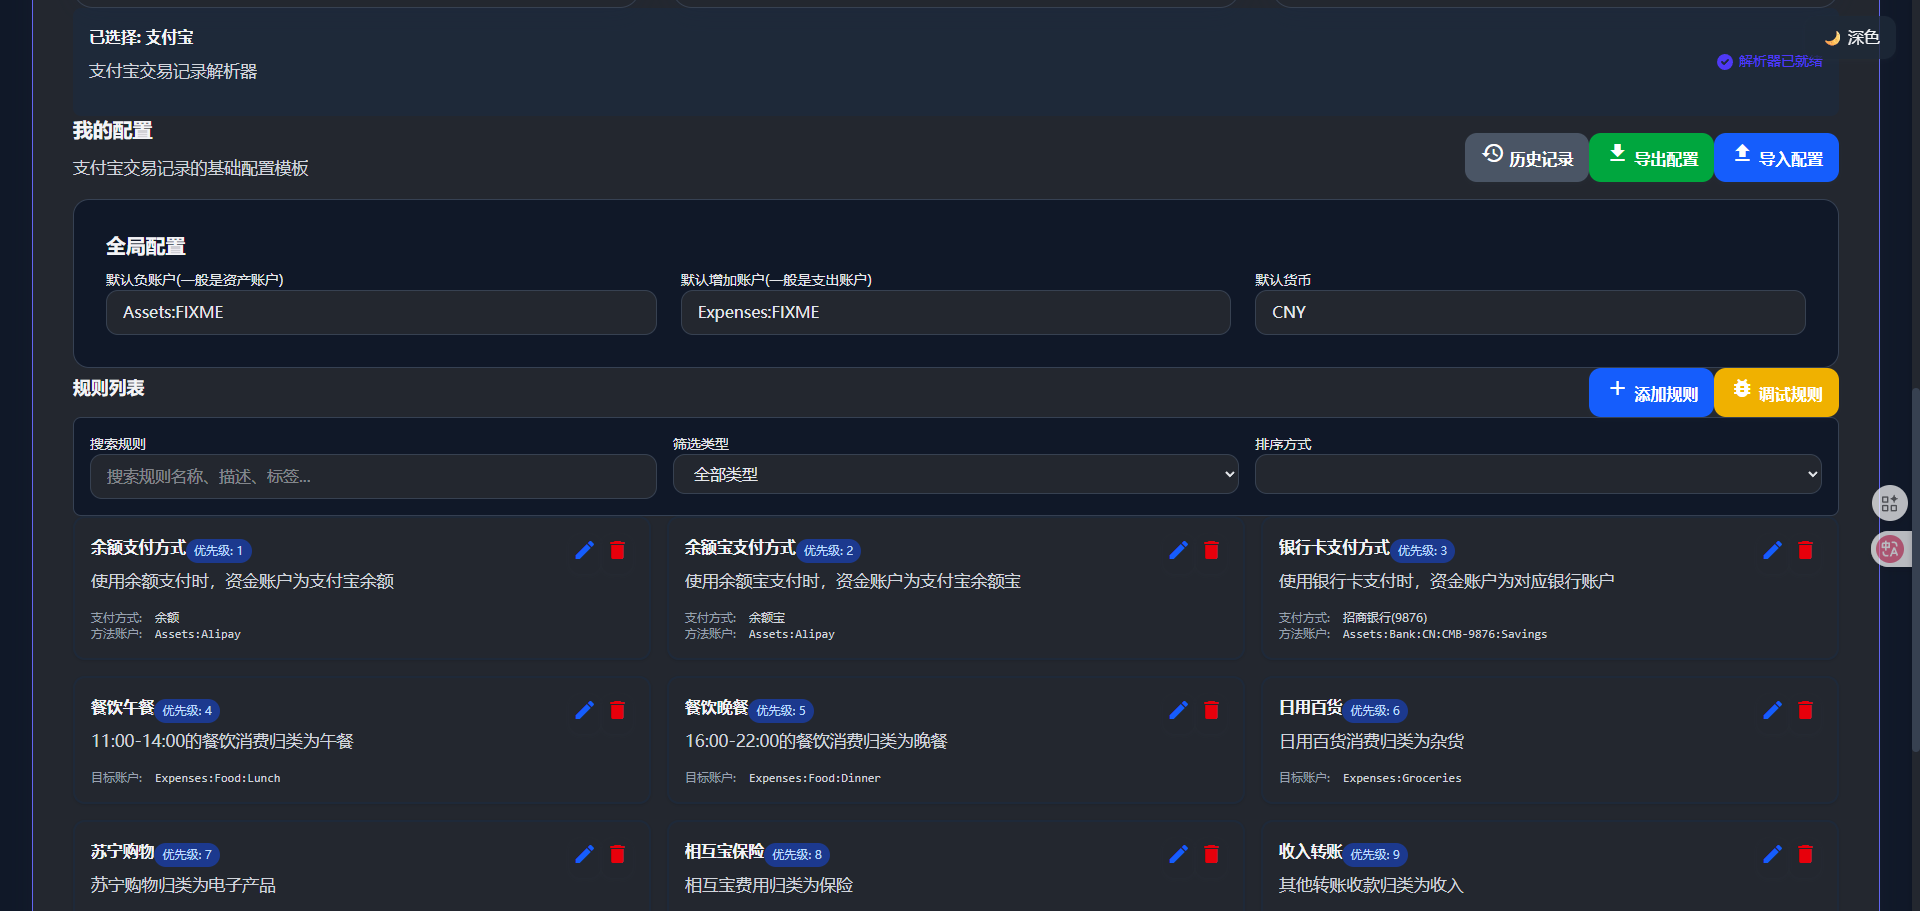 已选择: 支付宝
🌙 深色
支付宝交易记录解析器
解析器已就绪
我的配置
支付宝交易记录的基础配置模板
历史记录
导出配置
导入配置
全局配置
默认负账户(一般是资产账户)
默认增加账户(一般是支出账户)
默认货币
Assets:FIXME
Expenses:FIXME
CNY
规则列表
添加规则
调试规则
搜索规则
筛选类型
排序方式
搜索规则名称、描述、标签...
全部类型
余额支付方式 优先级: 1
使用余额支付时，资金账户为支付宝余额
支付方式: 余额
方法账户: Assets:Alipay
余额宝支付方式 优先级: 2
使用余额宝支付时，资金账户为支付宝余额宝
支付方式: 余额宝
方法账户: Assets:Alipay
银行卡支付方式 优先级: 3
使用银行卡支付时，资金账户为对应银行账户
支付方式: 招商银行(9876)
方法账户: Assets:Bank:CN:CMB-9876:Savings
餐饮午餐 优先级: 4
11:00-14:00的餐饮消费归类为午餐
目标账户: Expenses:Food:Lunch
餐饮晚餐 优先级: 5
16:00-22:00的餐饮消费归类为晚餐
目标账户: Expenses:Food:Dinner
日用百货 优先级: 6
日用百货消费归类为杂货
目标账户: Expenses:Groceries
苏宁购物 优先级: 7
苏宁购物归类为电子产品
相互宝保险 优先级: 8
相互宝费用归类为保险
收入转账 优先级: 9
其他转账收款归类为收入